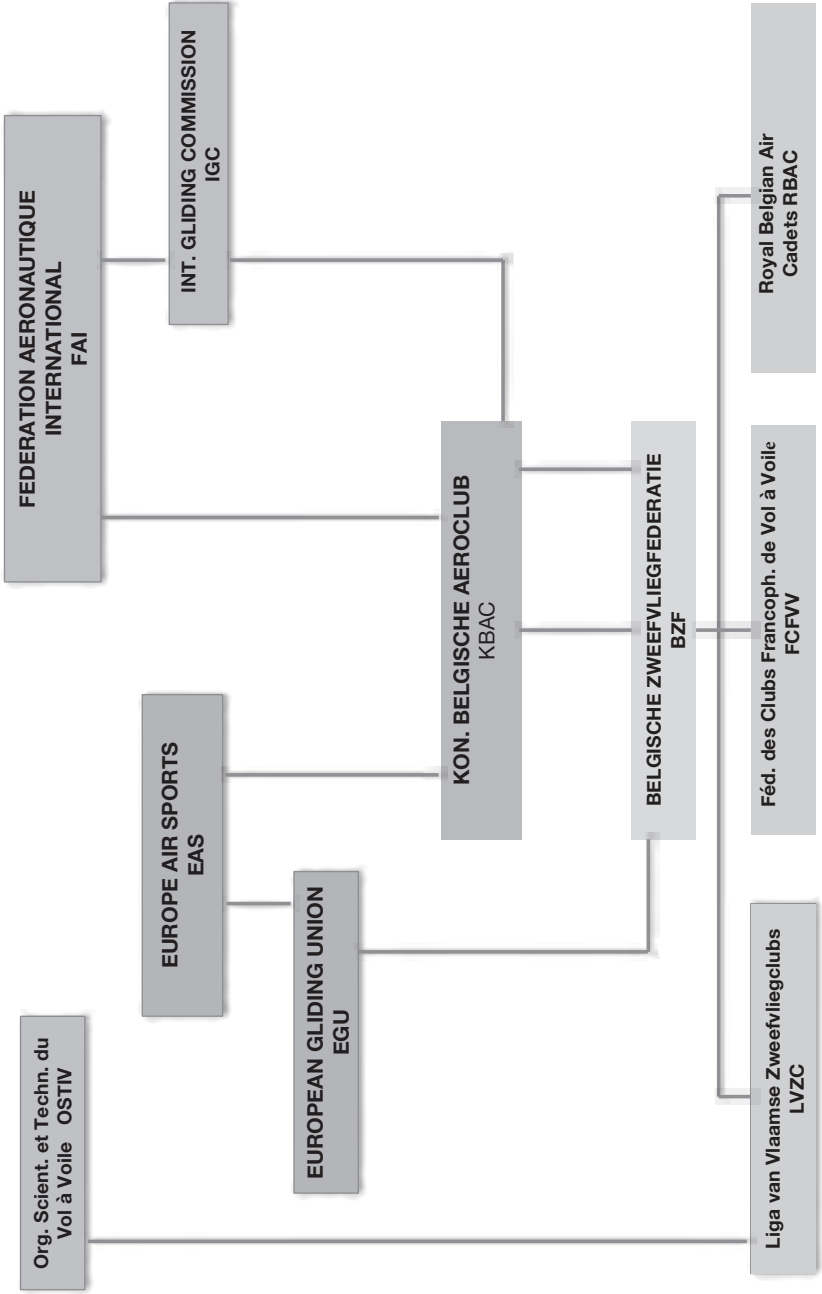 Org. Scient. et Techn. du
Vol à Voile OSTIV
EUROPE AIR SPORTS
EAS
FEDERATION AERONAUTIQUE
INTERNATIONAL
FAI
INT. GLIDING COMMISSION
IGC
EUROPEAN GLIDING UNION
EGU
KON. BELGISCHE AEROCLUB
KBAC
BELGISCHE ZWEEFVLIEGFEDERATIE
BZF
Liga van Vlaamse Zweefvliegclubs
LVZC
Féd. des Clubs Francoph. de Vol à Voile
FCFVV
Royal Belgian Air
Cadets RBAC